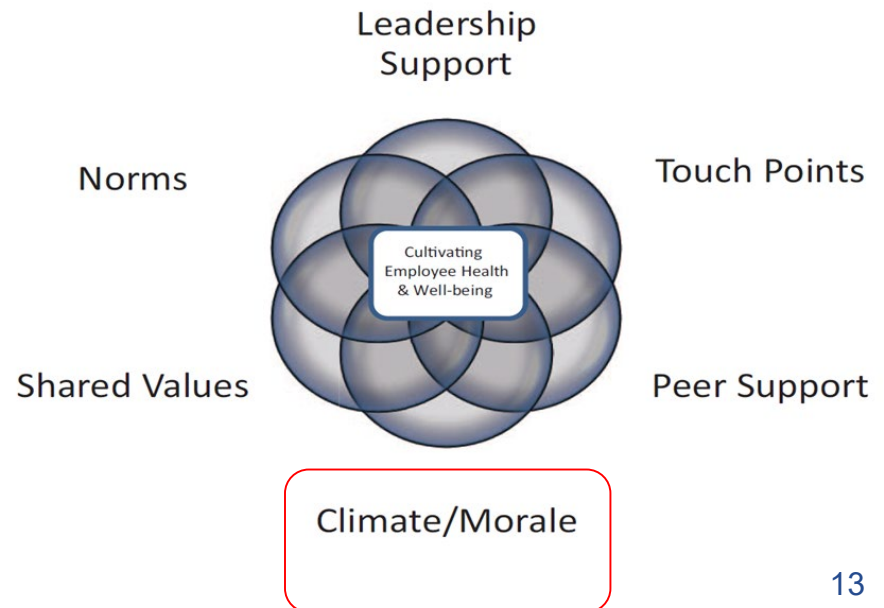 Leadership
Support
Norms
Touch Points
Cultivating
Employee Health
& Well-being
Shared Values
Peer Support
Climate/Morale
13